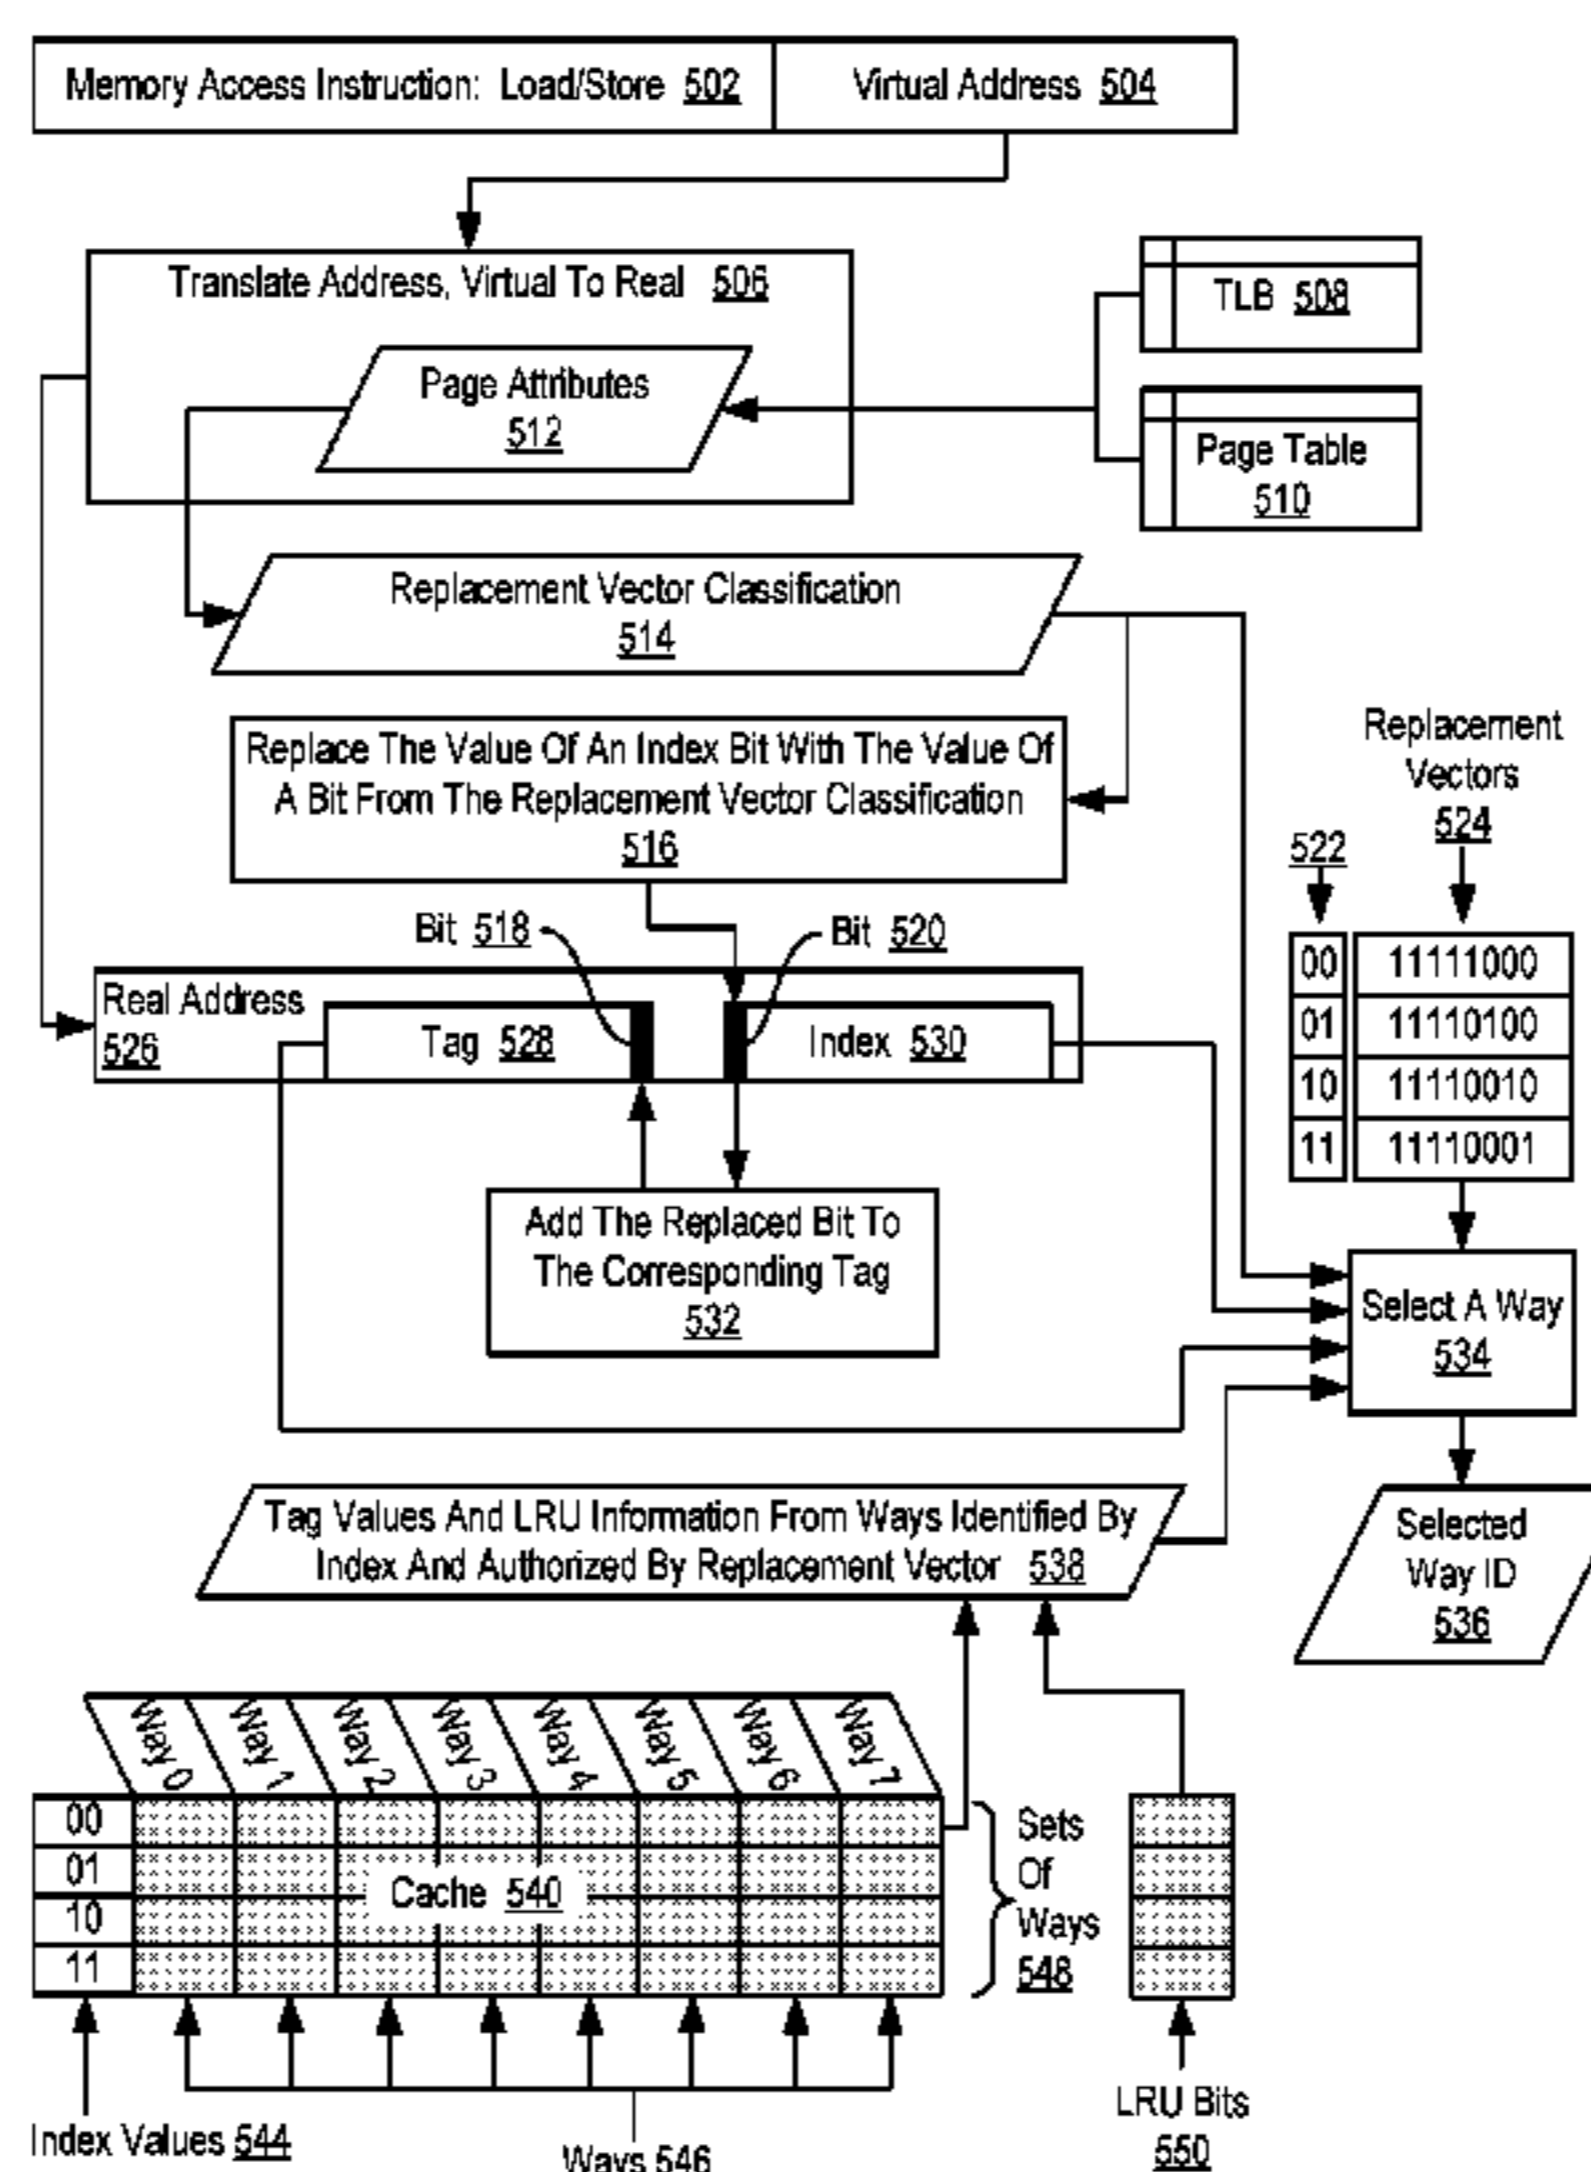 Memory Access Instruction: Load/Store 502
Virtual Address 504
Translate Address, Virtual To Real 506
TLB 508
Page Attributes
512
Page Table
510
Replacement Vector Classification
514
Replace The Value Of An Index Bit With The Value Of
A Bit From The Replacement Vector Classification
516
Replacement
Vectors
524
522
Bit 518
Bit 520
00 11111000
01 11110100
10 11110010
11 11110001
Real Address
526
Tag 528
Index 530
Add The Replaced Bit To
The Corresponding Tag
532
Select A Way
534
Tag Values And LRU Information From Ways Identified By
Index And Authorized By Replacement Vector 538
Selected
Way ID
536
Way 0
Way 1
Way 2
Way 3
Way 4
Way 5
Way 6
Way 7
00
01
10
11
Cache 540
Sets
Of
Ways
548
Index Values 544
Ways 546
LRU Bits
550